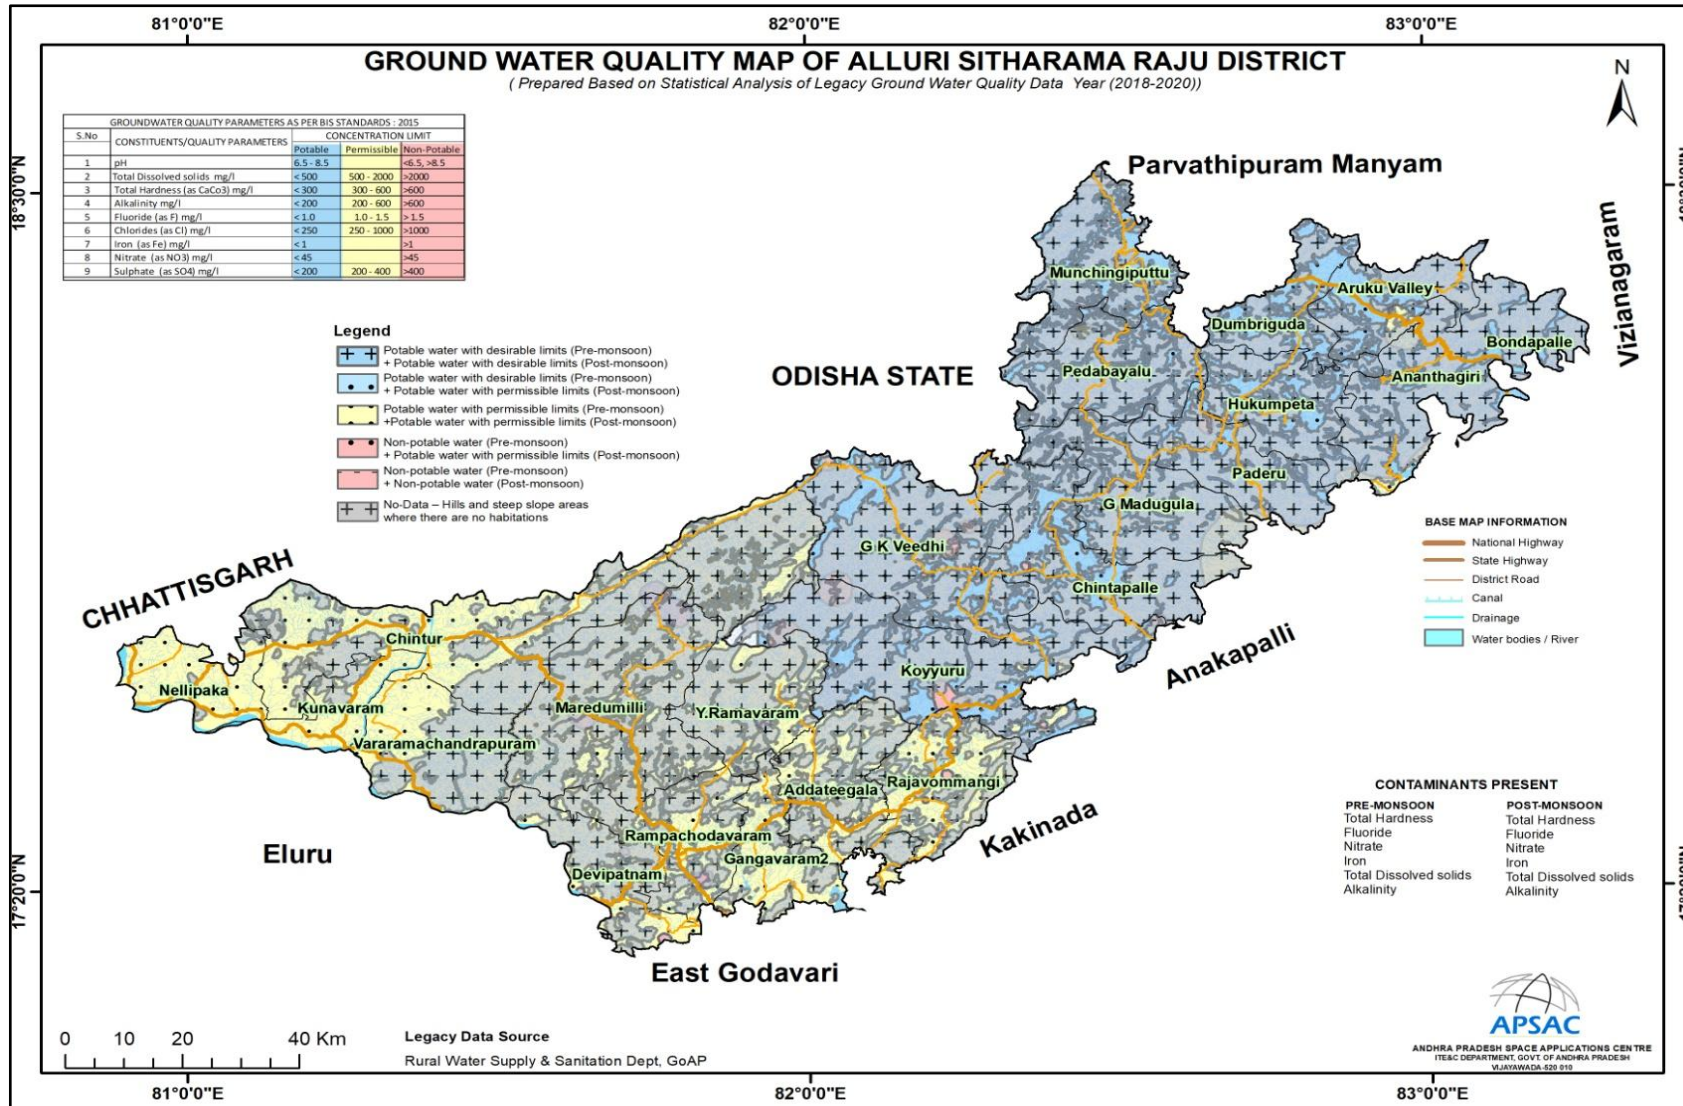 81°0'0"E 82°0'0"E 83°0'0"E
GROUND WATER QUALITY MAP OF ALLURI SITHARAMA RAJU DISTRICT
( Prepared Based on Statistical Analysis of Legacy Ground Water Quality Data Year (2018-2020))
N
GROUNDWATER QUALITY PARAMETERS AS PER BIS STANDARDS : 2015
S.No CONSTITUENTS/QUALITY PARAMETERS CONCENTRATION LIMIT
Potable Permissible Non-Potable
1 pH 6.5 - 8.5 <6.5, >8.5
2 Total Dissolved solids mg/l < 500 500 - 2000 >2000
3 Total Hardness (as CaCo3) mg/l < 300 300 - 600 >600
4 Alkalinity mg/l < 200 200 - 600 >600
5 Fluoride (as F) mg/l < 1.0 1.0 - 1.5 > 1.5
6 Chlorides (as Cl) mg/l < 250 250 - 1000 >1000
7 Iron (as Fe) mg/l < 1 >1
8 Nitrate (as NO3) mg/l < 45 >45
9 Sulphate (as SO4) mg/l < 200 200 - 400 >400
18°30'0"N
Parvathipuram Manyam
Vizianagaram
Munchingiputtu
Aruku Valley
Dumbriguda
Bondapalle
Pedabayalu
Ananthagiri
Hukumpeta
ODISHA STATE
Paderu
G Madugula
G K Veedhi
Chintapalle
Legend
Potable water with desirable limits (Pre-monsoon)
+ Potable water with desirable limits (Post-monsoon)
Potable water with desirable limits (Pre-monsoon)
+ Potable water with permissible limits (Post-monsoon)
Potable water with permissible limits (Pre-monsoon)
+Potable water with permissible limits (Post-monsoon)
Non-potable water (Pre-monsoon)
+ Potable water with permissible limits (Post-monsoon)
Non-potable water (Pre-monsoon)
+ Non-potable water (Post-monsoon)
No-Data – Hills and steep slope areas
where there are no habitations
BASE MAP INFORMATION
National Highway
State Highway
District Road
Canal
Drainage
Water bodies / River
CHHATTISGARH
Chintur
Anakapalli
Koyyuru
Nellipaka
Kunavaram
Maredumilli
Y.Ramavaram
Vararamachandrapuram
Rajavommangi
Addateegala
Rampachodavaram
Gangavaram2
Devipatnam
Kakinada
Eluru
East Godavari
17°20'0"N
CONTAMINANTS PRESENT
PRE-MONSOON POST-MONSOON
Total Hardness Total Hardness
Fluoride Fluoride
Nitrate Nitrate
Iron Iron
Total Dissolved solids Total Dissolved solids
Alkalinity Alkalinity
0 10 20 40 Km
Legacy Data Source
Rural Water Supply & Sanitation Dept, GoAP
APSAC
ANDHRA PRADESH SPACE APPLICATIONS CENTRE
ITE&C DEPARTMENT, GOVT. OF ANDHRA PRADESH
VIJAYAWADA-520 010
81°0'0"E 82°0'0"E 83°0'0"E